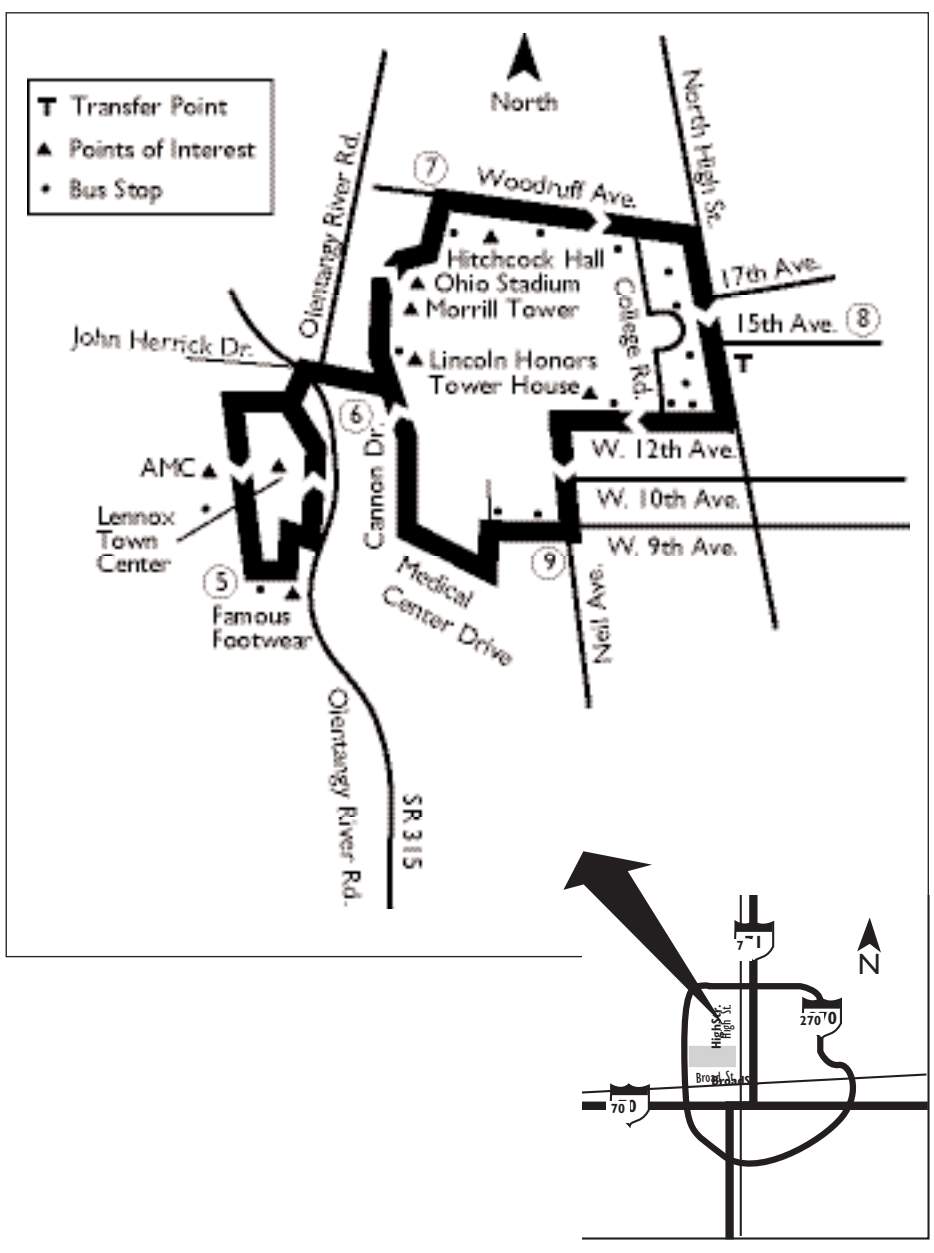 North
T Transfer Point
Points of Interest
Bus Stop
Olentangy River Rd.
North High St.
7
Woodruff Ave.
Hitchcock Hall
Ohio Stadium
Morrill Tower
Lincoln Honors
Tower House
College Rd.
17th Ave.
15th Ave.
8
T
John Herrick Dr.
6
Cannon Dr.
W. 12th Ave.
W. 10th Ave.
W. 9th Ave.
AMC
Lennox
Town
Center
5
Famous
Footwear
9
Medical
Center Drive
Neil Ave.
Olentangy River Rd.
SR 315
N
270
High St.
Broad St.
70